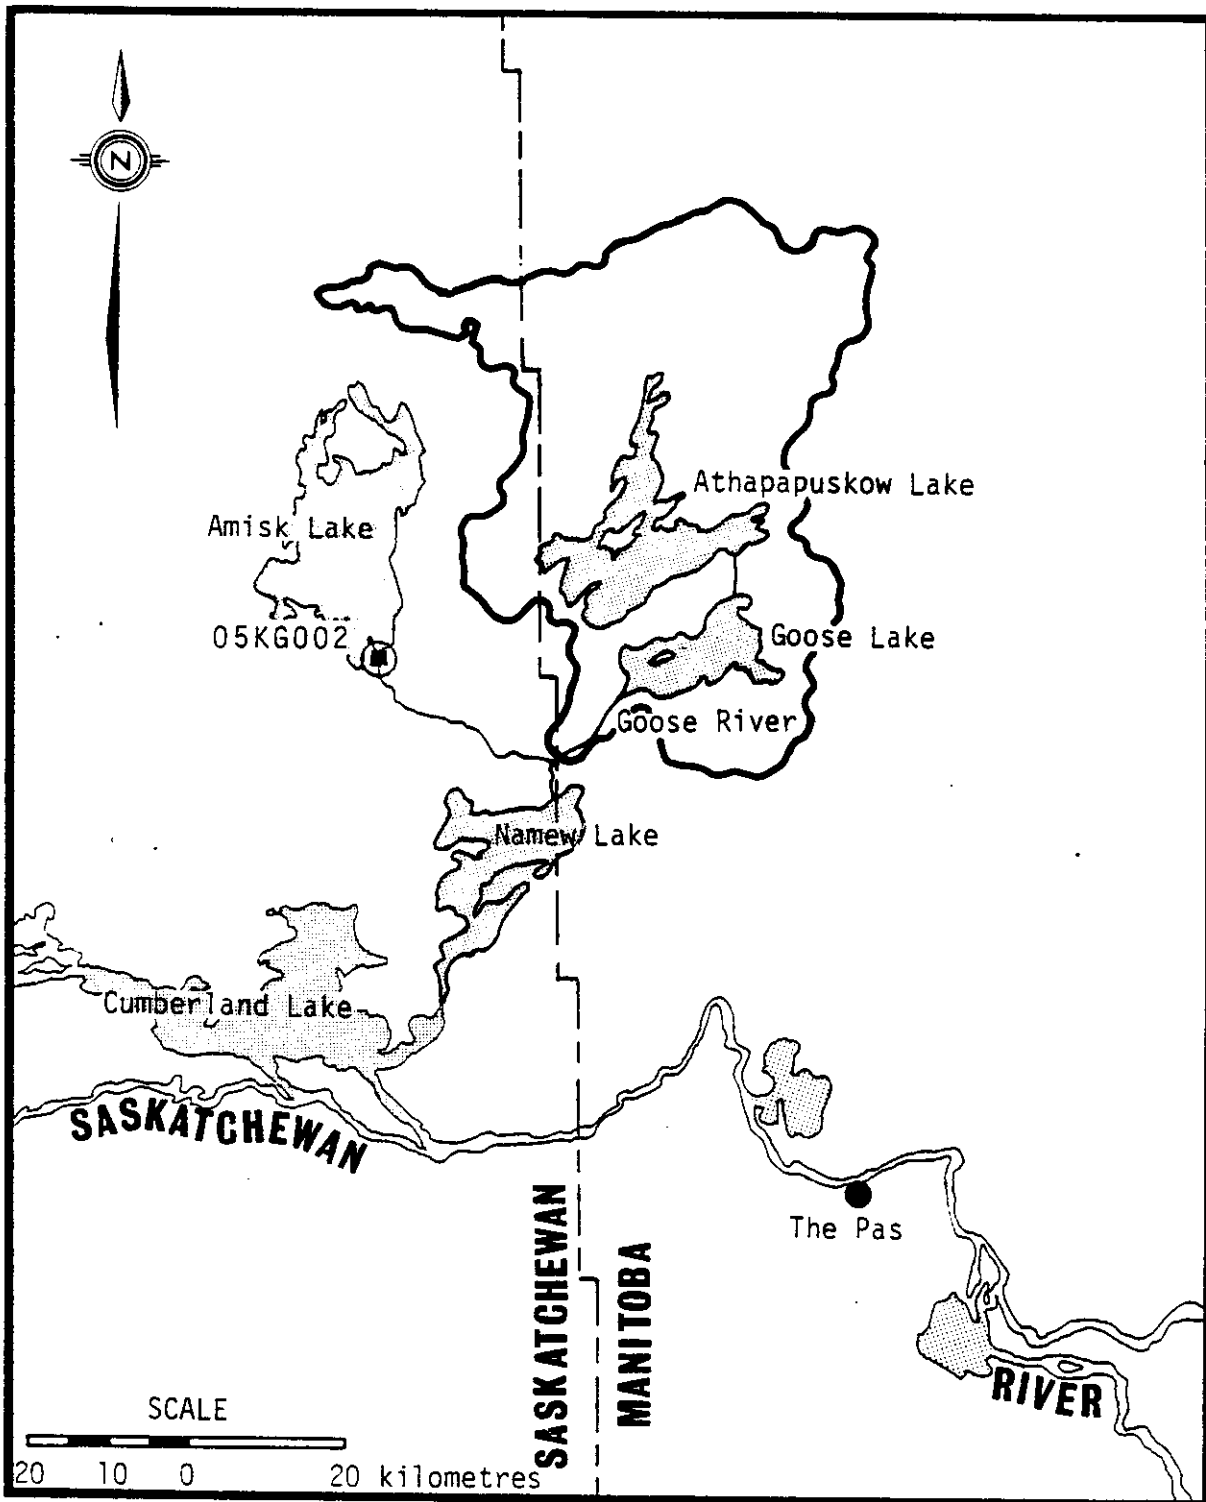 N
Athapapuskow Lake
Amisk Lake
05KG002
Goose Lake
Goose River
Namew Lake
Cumberland Lake
SASKATCHEWAN
The Pas
SASKATCHEWAN
MANITOBA
RIVER
SCALE
20 10 0 20 kilometres